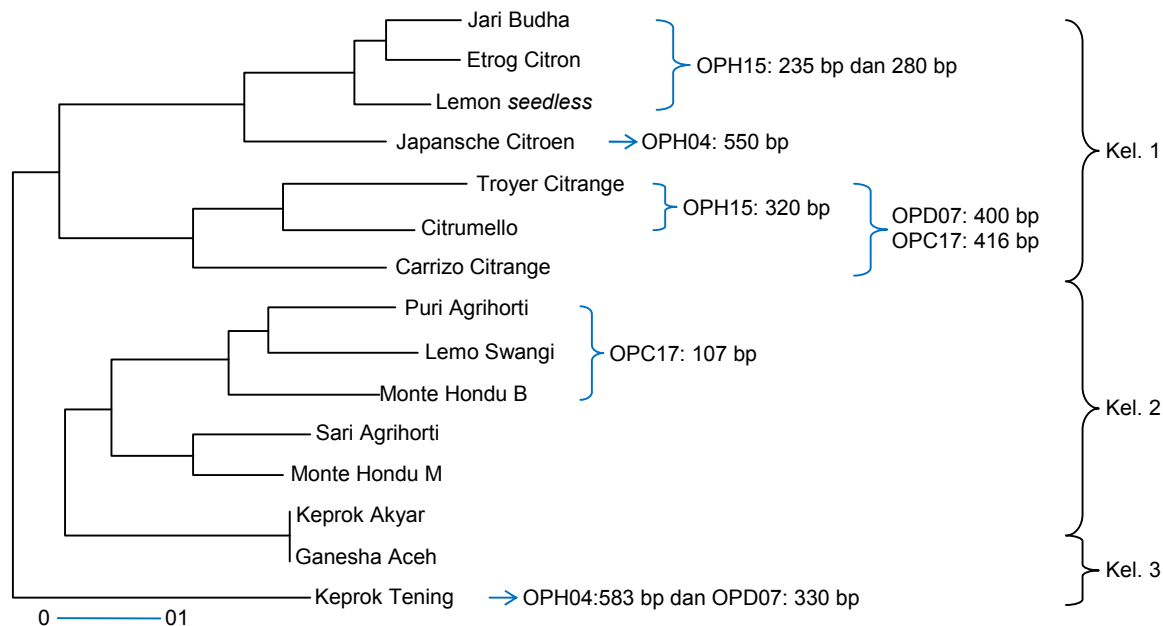 Jari Budha
Etrog Citron
OPH15: 235 bp dan 280 bp
Lemon seedless
Japansche Citroen
OPH04: 550 bp
Kel. 1
Troyer Citrange
OPH15: 320 bp
OPD07: 400 bp
OPC17: 416 bp
Citrumello
Carrizo Citrange
Puri Agrihorti
Lemo Swangi
OPC17: 107 bp
Monte Hondu B
Kel. 2
Sari Agrihorti
Monte Hondu M
Keprok Akyar
Ganesha Aceh
Kel. 3
Keprok Tening
OPH04:583 bp dan OPD07: 330 bp
0 01